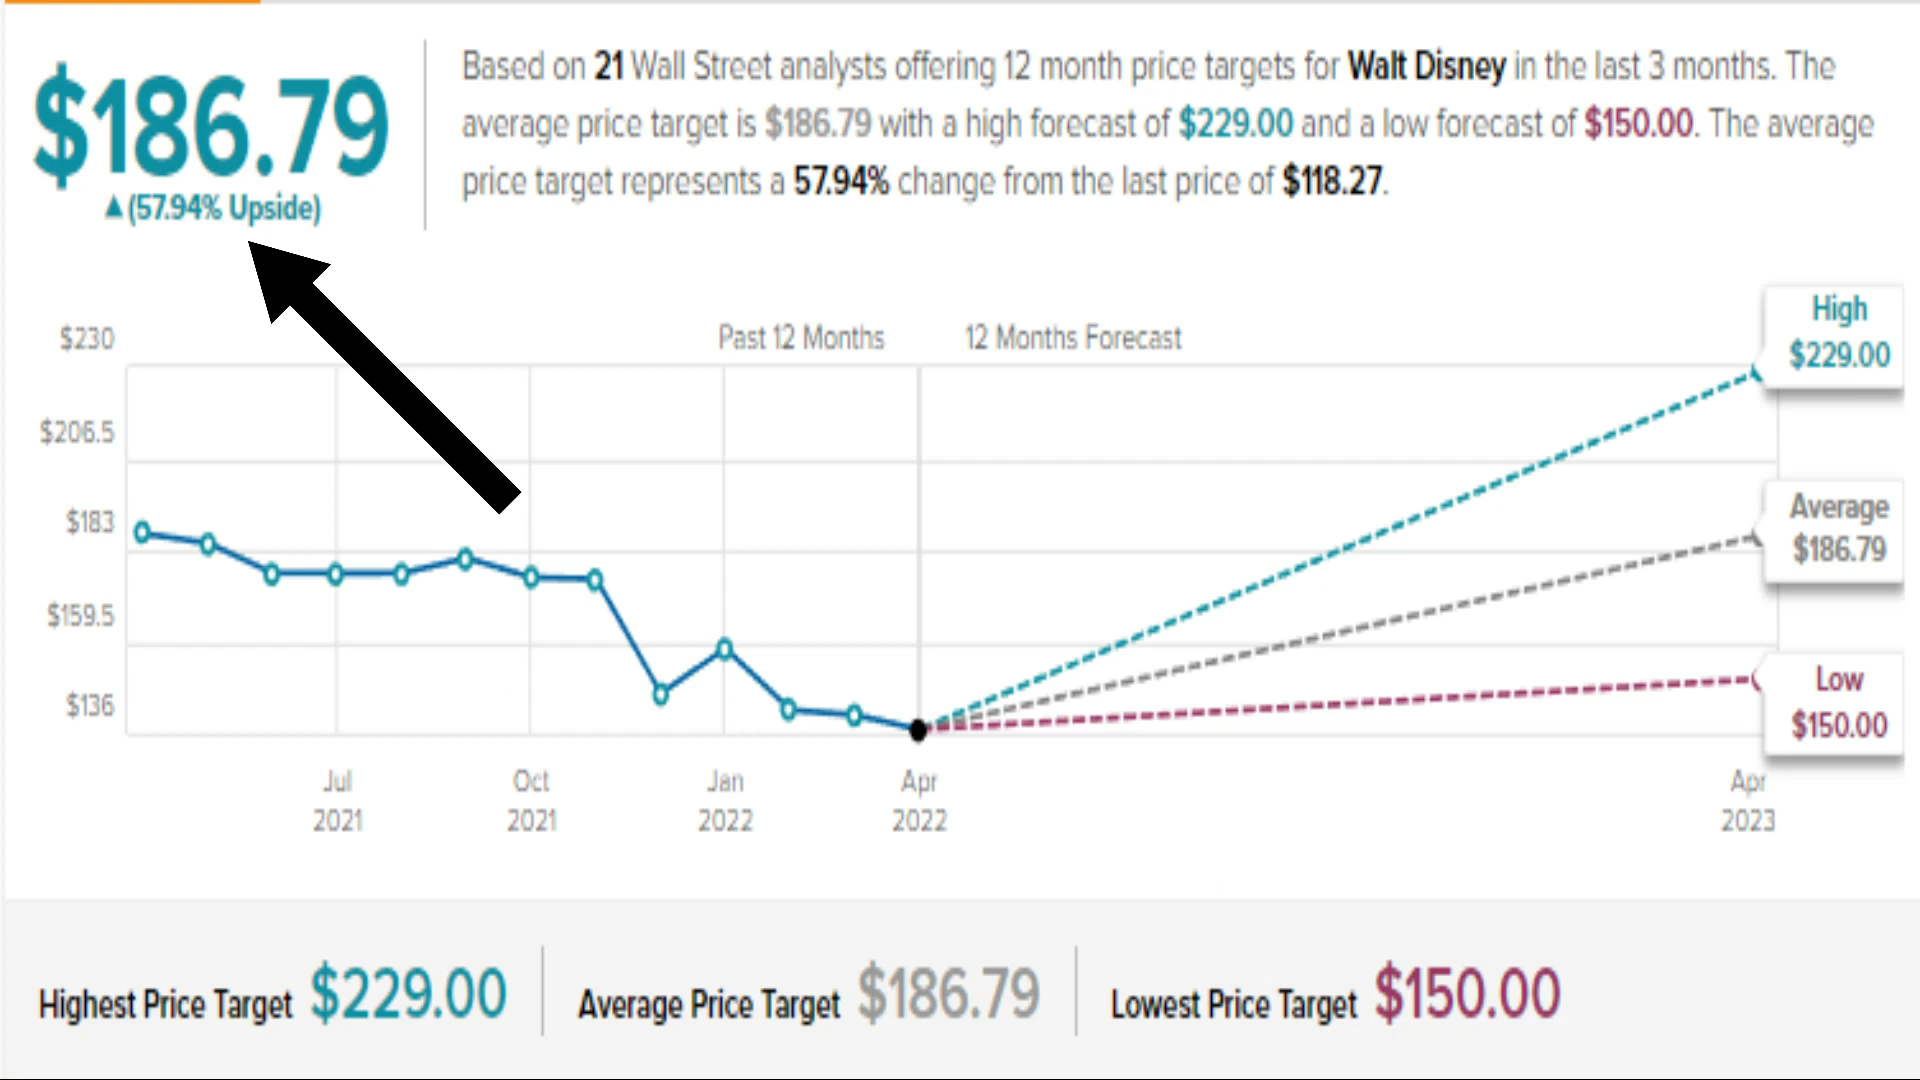 $186.79
▲(57.94% Upside)
Based on 21 Wall Street analysts offering 12 month price targets for Walt Disney in the last 3 months. The
average price target is $186.79 with a high forecast of $229.00 and a low forecast of $150.00. The average
price target represents a 57.94% change from the last price of $118.27.
Past 12 Months
12 Months Forecast
$230
$206.5
$183
$159.5
$136
High
$229.00
Average
$186.79
Low
$150.00
Jul
2021
Oct
2021
Jan
2022
Apr
2022
Apr
2023
Highest Price Target $229.00
Average Price Target $186.79
Lowest Price Target $150.00